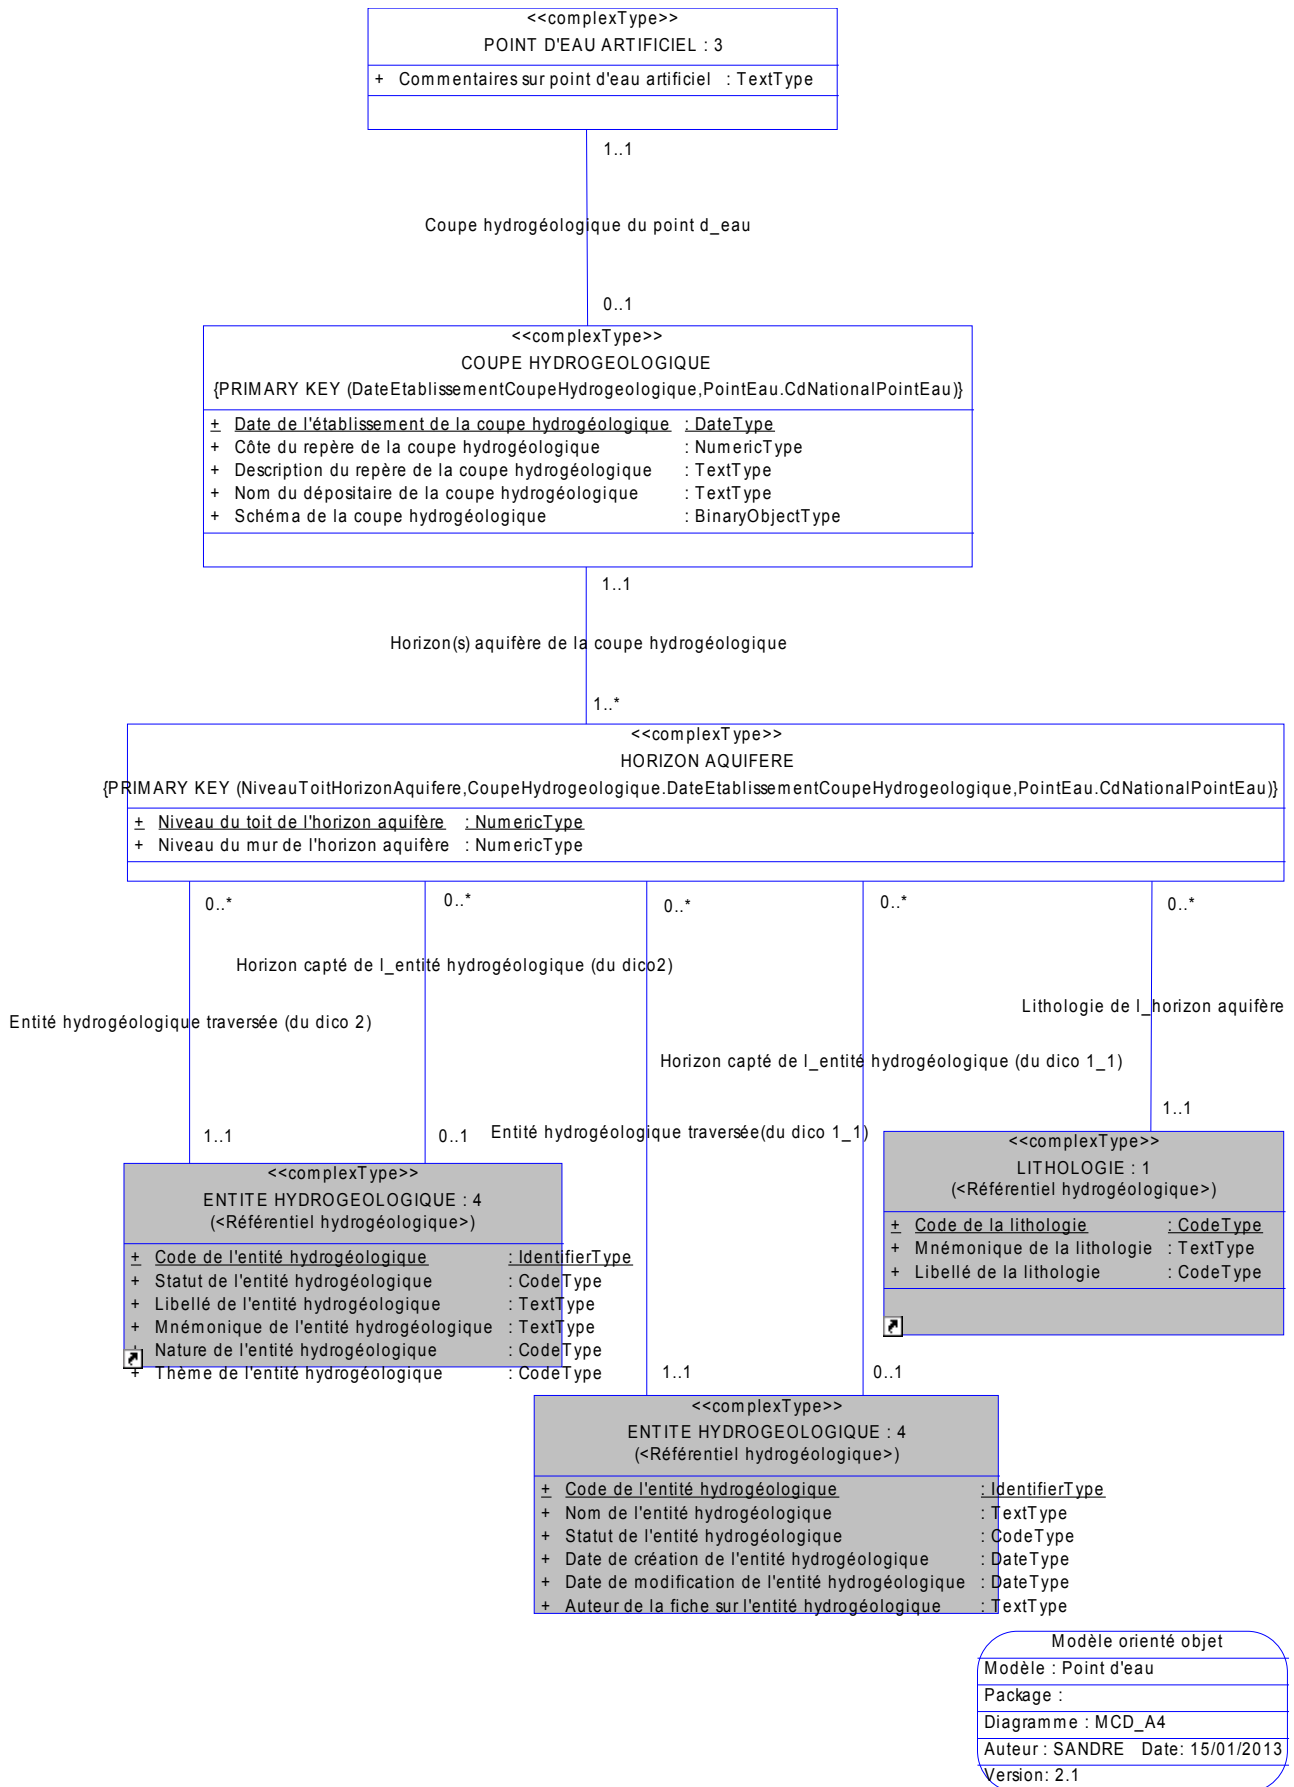 <<complexType>>
POINT D'EAU ARTIFICIEL : 3
+ Commentaires sur point d'eau artificiel : TextType
1..1
Coupe hydrogéologique du point d_eau
0..1
<<complexType>>
COUPE HYDROGEOLOGIQUE
{PRIMARY KEY (DateEtablissementCoupeHydrogeologique,PointEau.CdNationalPointEau)}
+ Date de l'établissement de la coupe hydrogéologique : DateType
+ Côte du repère de la coupe hydrogéologique : NumericType
+ Description du repère de la coupe hydrogéologique : TextType
+ Nom du dépositaire de la coupe hydrogéologique : TextType
+ Schéma de la coupe hydrogéologique : BinaryObjectType
1..1
Horizon(s) aquifère de la coupe hydrogéologique
1..*
<<complexType>>
HORIZON AQUIFERE
{PRIMARY KEY (NiveauToitHorizonAquifere,CoupeHydrogeologique.DateEtablissementCoupeHydrogeologique,PointEau.CdNationalPointEau)}
+ Niveau du toit de l'horizon aquifère : NumericType
+ Niveau du mur de l'horizon aquifère : NumericType
0..* 0..* 0..* 0..* 0..*
Horizon capté de l_entité hydrogéologique (du dico2)
Lithologie de l_horizon aquifère
Entité hydrogéologique traversée (du dico 2)
Horizon capté de l_entité hydrogéologique (du dico 1_1)
1..1
Entité hydrogéologique traversée(du dico 1_1)
1..1 0..1
<<complexType>>
LITHOLOGIE : 1
(<Référentiel hydrogéologique>)
+ Code de la lithologie : CodeType
+ Mnémonique de la lithologie : TextType
+ Libellé de la lithologie : CodeType
<<complexType>>
ENTITE HYDROGEOLOGIQUE : 4
(<Référentiel hydrogéologique>)
+ Code de l'entité hydrogéologique : IdentifierType
+ Statut de l'entité hydrogéologique : CodeType
+ Libellé de l'entité hydrogéologique : TextType
+ Mnémonique de l'entité hydrogéologique : TextType
+ Nature de l'entité hydrogéologique : CodeType
+ Thème de l'entité hydrogéologique : CodeType
1..1 0..1
<<complexType>>
ENTITE HYDROGEOLOGIQUE : 4
(<Référentiel hydrogéologique>)
+ Code de l'entité hydrogéologique : IdentifierType
+ Nom de l'entité hydrogéologique : TextType
+ Statut de l'entité hydrogéologique : CodeType
+ Date de création de l'entité hydrogéologique : DateType
+ Date de modification de l'entité hydrogéologique : DateType
+ Auteur de la fiche sur l'entité hydrogéologique : TextType
Modèle orienté objet
Modèle : Point d'eau
Package :
Diagramme : MCD_A4
Auteur : SANDRE Date: 15/01/2013
Version: 2.1